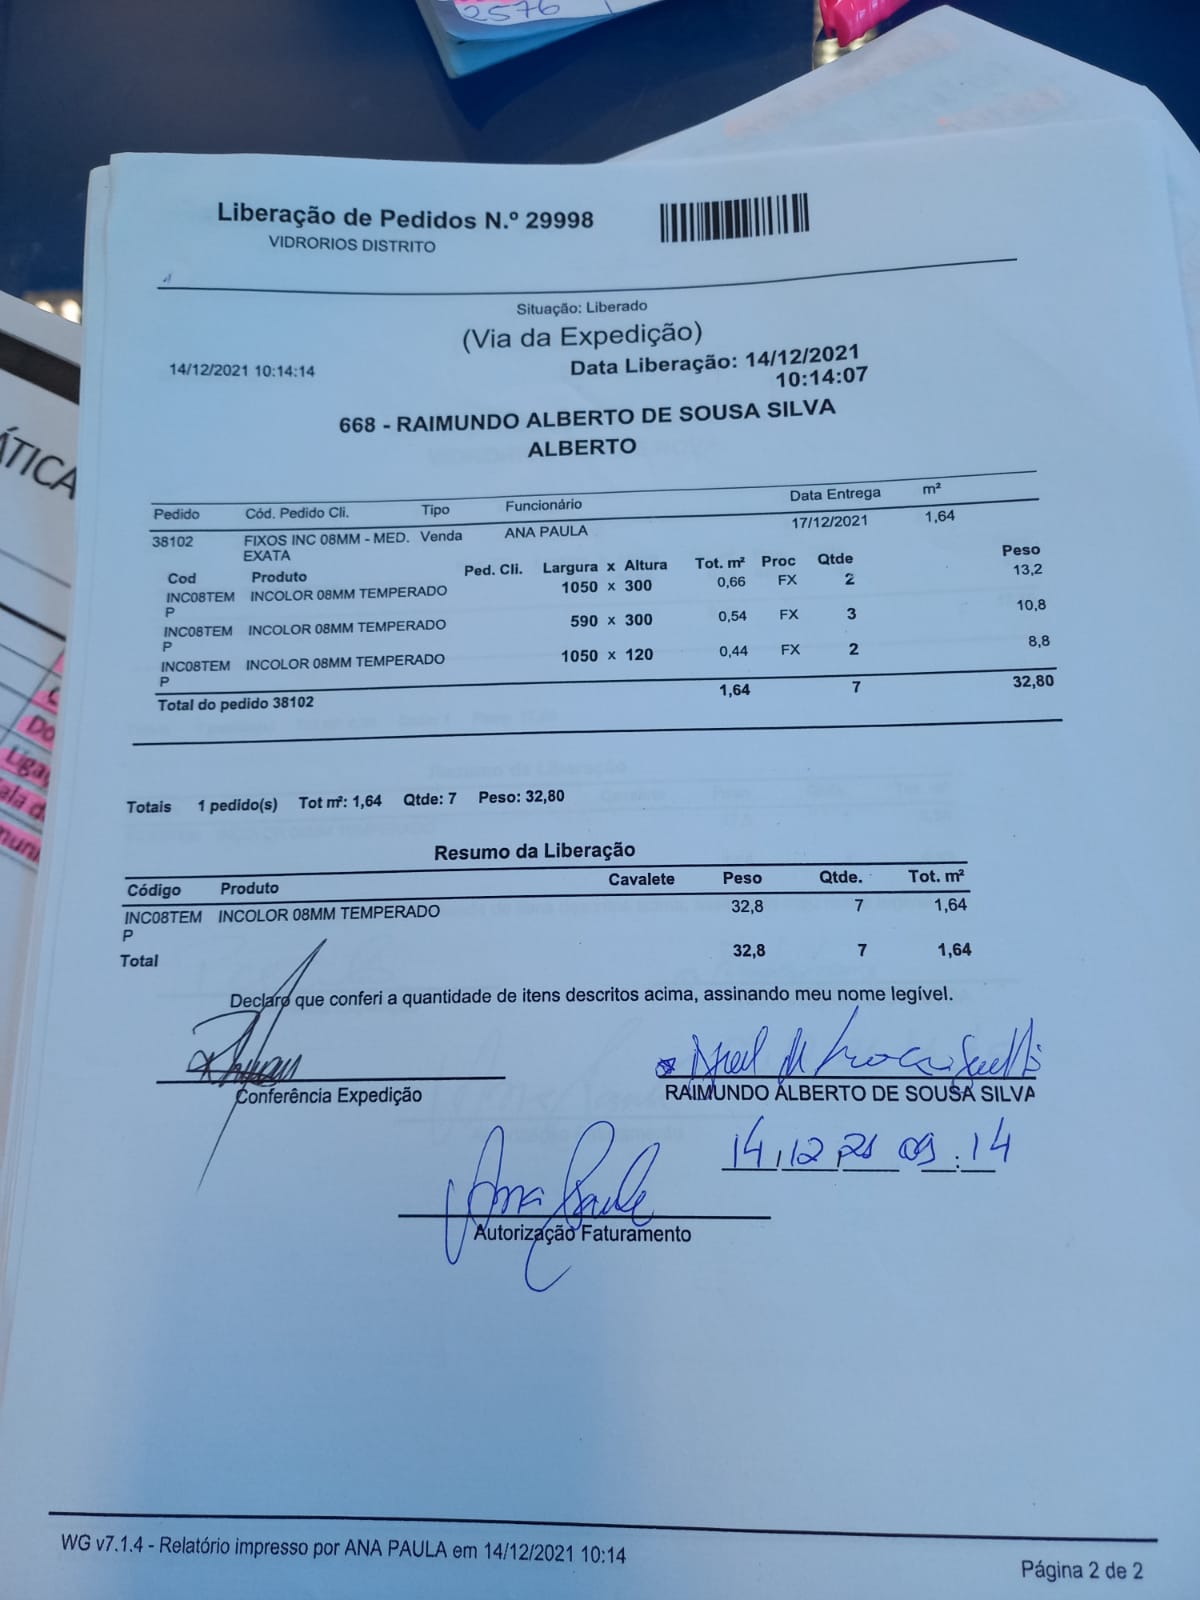 2576
Liberação de Pedidos N.º 29998
VIDRORIOS DISTRITO
Situação: Liberado
(Via da Expedição)
14/12/2021 10:14:14
Data Liberação: 14/12/2021
10:14:07
668 - RAIMUNDO ALBERTO DE SOUSA SILVA
ALBERTO
Pedido Cód. Pedido Cli. Tipo Funcionário Data Entrega m²
38102 FIXOS INC 08MM - MED. Venda ANA PAULA 17/12/2021 1,64
EXATA
Cod Produto Ped. Cli. Largura x Altura Tot. m² Proc Qtde Peso
INC08TEM INCOLOR 08MM TEMPERADO 1050 x 300 0,66 FX 2 13,2
P
INC08TEM INCOLOR 08MM TEMPERADO 590 x 300 0,54 FX 3 10,8
P
INC08TEM INCOLOR 08MM TEMPERADO 1050 x 120 0,44 FX 2 8,8
P
Total do pedido 38102 1,64 7 32,80
Totais 1 pedido(s) Tot m²: 1,64 Qtde: 7 Peso: 32,80
Resumo da Liberação
Código Produto Cavalete Peso Qtde. Tot. m²
INC08TEM INCOLOR 08MM TEMPERADO 32,8 7 1,64
P
Total 32,8 7 1,64
Declaro que conferi a quantidade de itens descritos acima, assinando meu nome legível.
Conferência Expedição
RAIMUNDO ALBERTO DE SOUSA SILVA
14,12,21 09:14
Ana Paula
Autorização Faturamento
WG v7.1.4 - Relatório impresso por ANA PAULA em 14/12/2021 10:14
Página 2 de 2
ÁTICA
Do